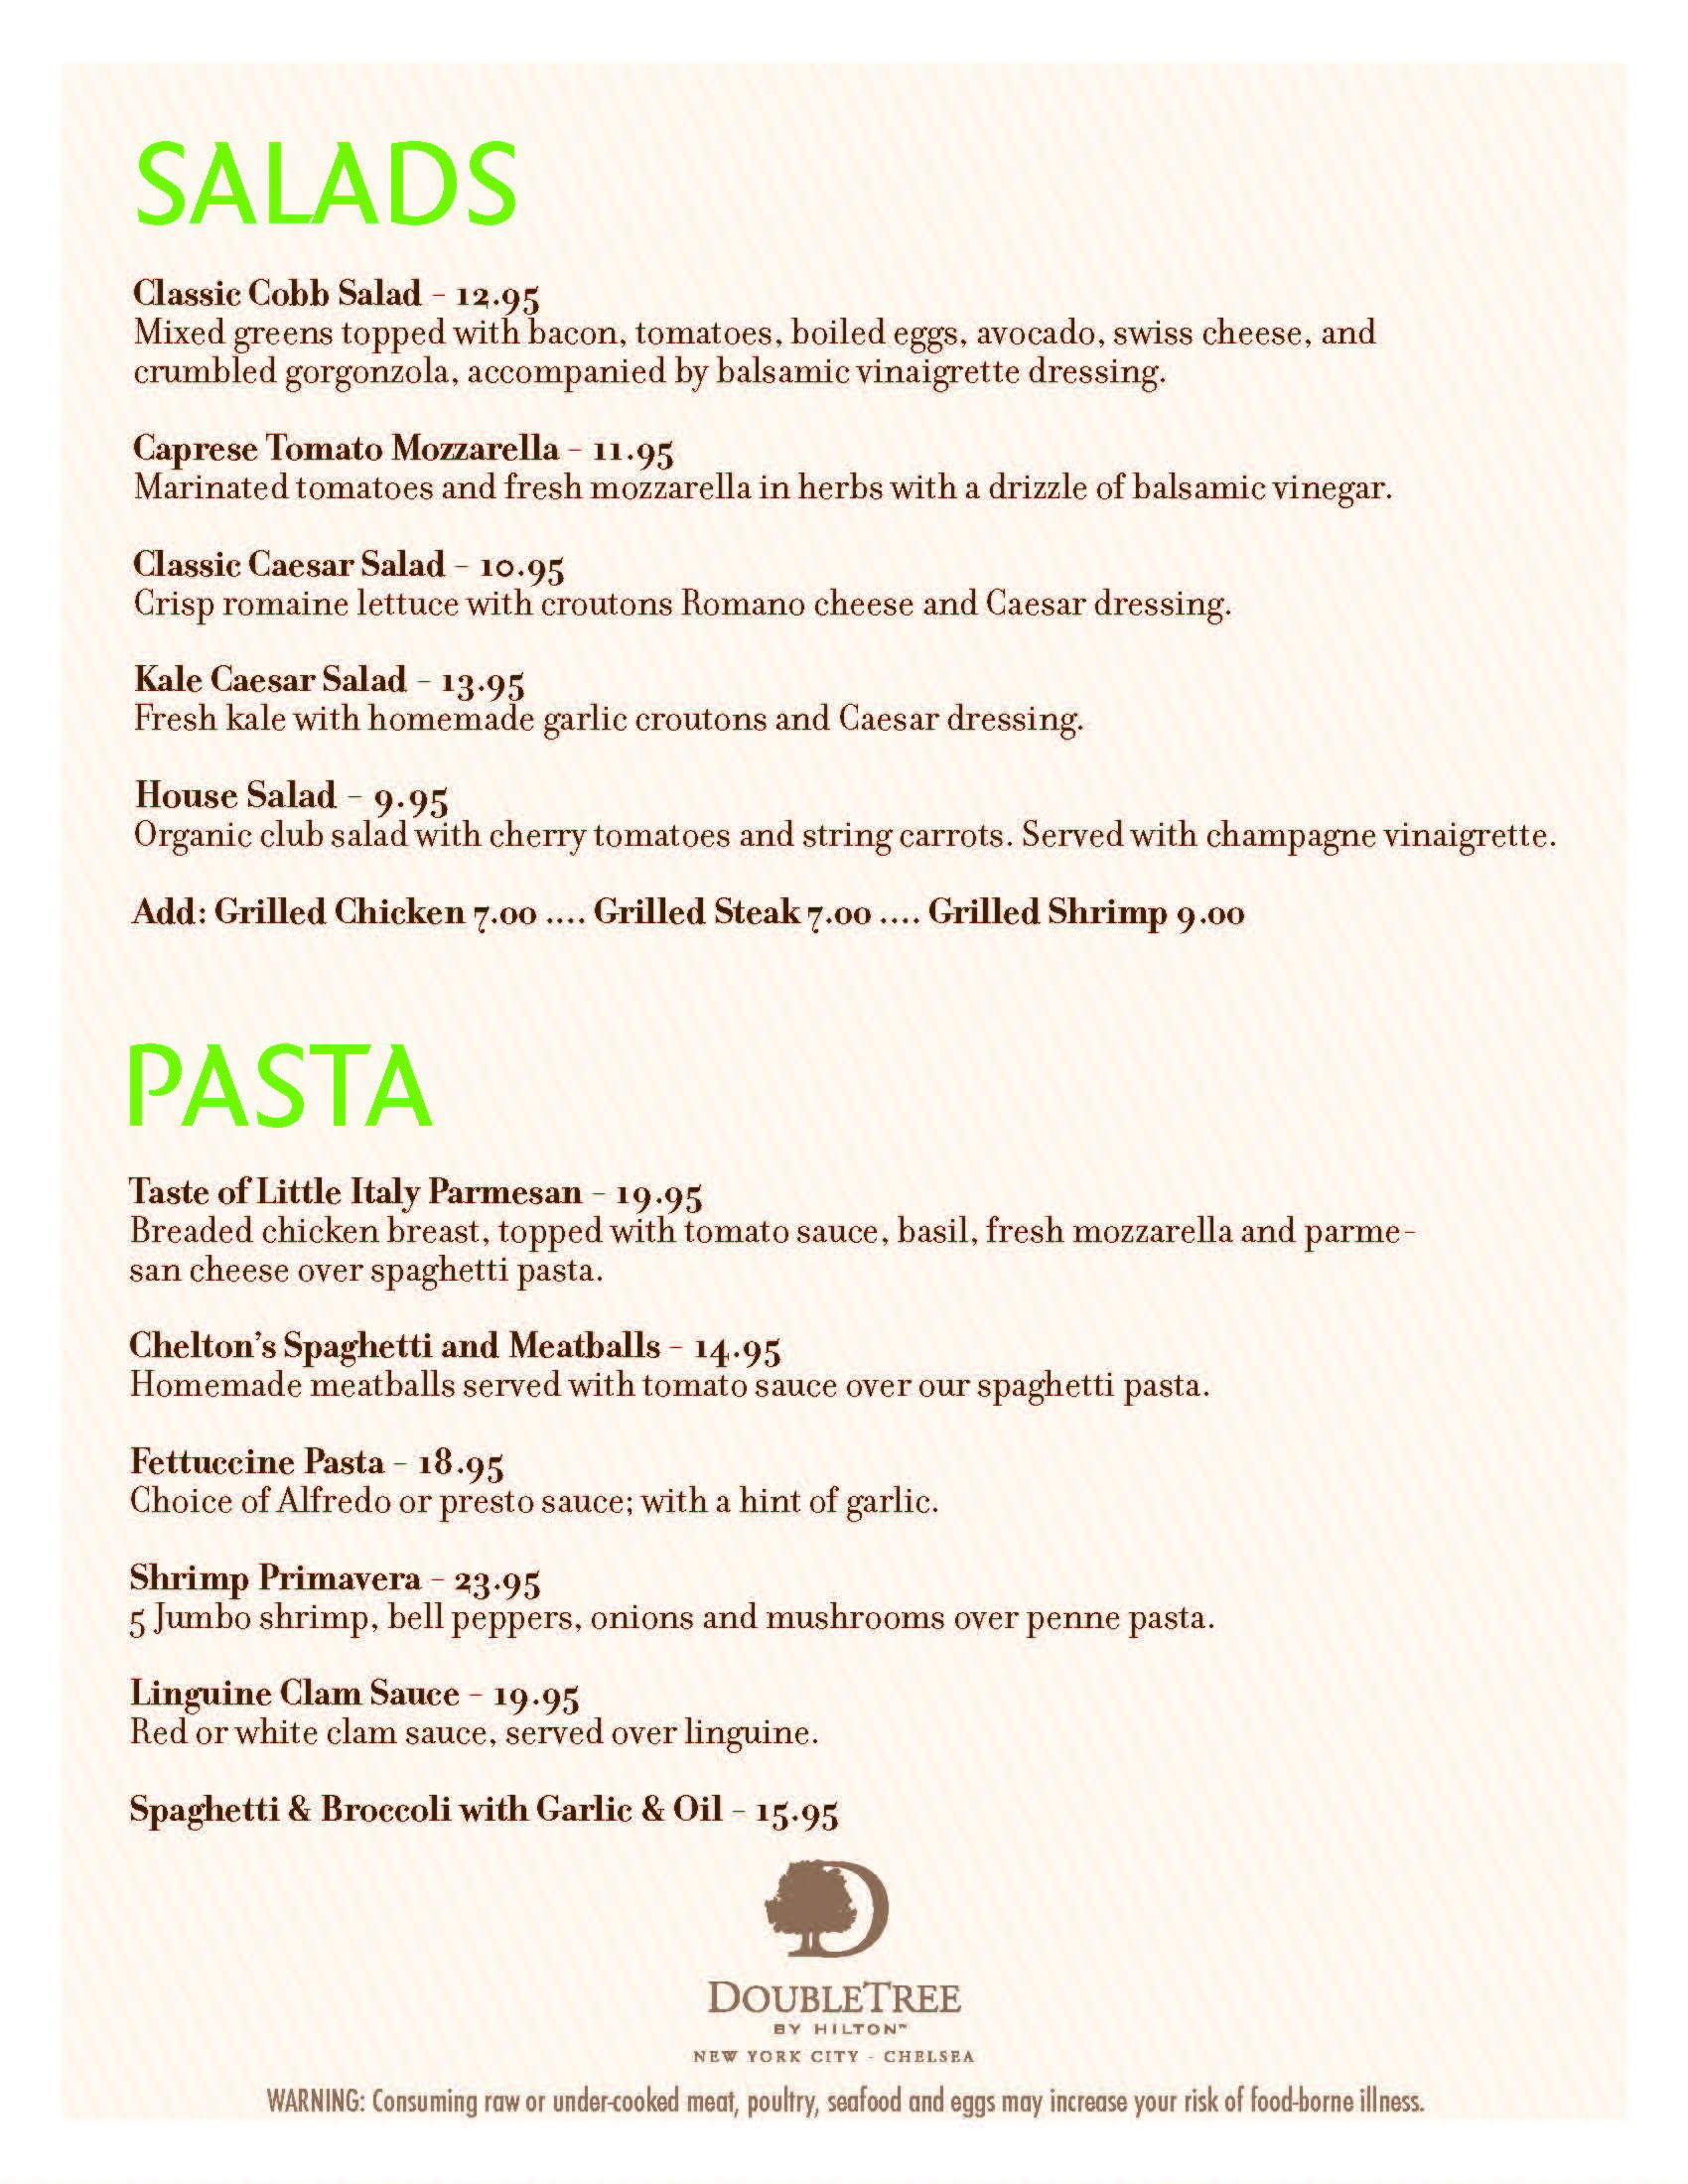 SALADS
Classic Cobb Salad - 12.95
Mixed greens topped with bacon, tomatoes, boiled eggs, avocado, swiss cheese, and
crumbled gorgonzola, accompanied by balsamic vinaigrette dressing.
Caprese Tomato Mozzarella - 11.95
Marinated tomatoes and fresh mozzarella in herbs with a drizzle of balsamic vinegar.
Classic Caesar Salad - 10.95
Crisp romaine lettuce with croutons Romano cheese and Caesar dressing.
Kale Caesar Salad - 13.95
Fresh kale with homemade garlic croutons and Caesar dressing.
House Salad - 9.95
Organic club salad with cherry tomatoes and string carrots. Served with champagne vinaigrette.
Add: Grilled Chicken 7.00 .... Grilled Steak 7.00 .... Grilled Shrimp 9.00
PASTA
Taste of Little Italy Parmesan - 19.95
Breaded chicken breast, topped with tomato sauce, basil, fresh mozzarella and parme-
san cheese over spaghetti pasta.
Chelton's Spaghetti and Meatballs - 14.95
Homemade meatballs served with tomato sauce over our spaghetti pasta.
Fettuccine Pasta - 18.95
Choice of Alfredo or presto sauce; with a hint of garlic.
Shrimp Primavera - 23.95
5 Jumbo shrimp, bell peppers, onions and mushrooms over penne pasta.
Linguine Clam Sauce - 19.95
Red or white clam sauce, served over linguine.
Spaghetti & Broccoli with Garlic & Oil - 15.95
D
DOUBLETREE
BY HILTON™
NEW YORK CITY - CHELSEA
WARNING: Consuming raw or under-cooked meat, poultry, seafood and eggs may increase your risk of food-borne illness.